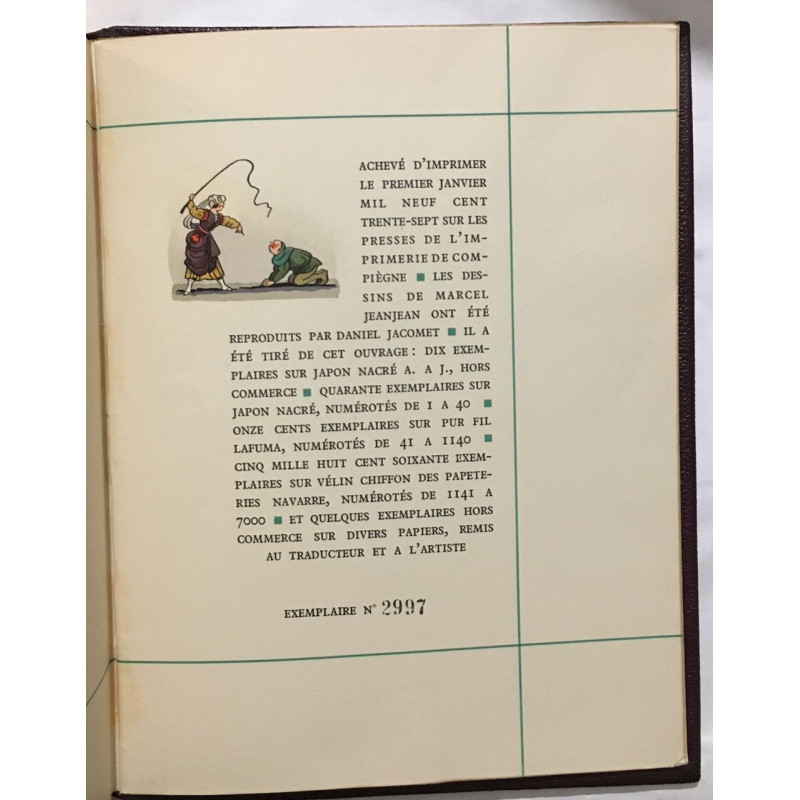 ACHEVÉ D'IMPRIMER
LE PREMIER JANVIER
MIL NEUF CENT
TRENTE-SEPT SUR LES
PRESSES DE L'IM-
PRIMERIE DE COM-
PIÈGNE ■ LES DES-
SINS DE MARCEL
JEANJEAN ONT ÉTÉ
REPRODUITS PAR DANIEL JACOMET ■ IL A
ÉTÉ TIRÉ DE CET OUVRAGE : DIX EXEM-
PLAIRES SUR JAPON NACRÉ A. A J., HORS
COMMERCE ■ QUARANTE EXEMPLAIRES SUR
JAPON NACRÉ, NUMÉROTÉS DE 1 A 40 ■
ONZE CENTS EXEMPLAIRES SUR PUR FIL
LAFUMA, NUMÉROTÉS DE 41 A 1140 ■
CINQ MILLE HUIT CENT SOIXANTE EXEM-
PLAIRES SUR VÉLIN CHIFFON DES PAPETE-
RIES NAVARRE, NUMÉROTÉS DE 1141 A
7000 ■ ET QUELQUES EXEMPLAIRES HORS
COMMERCE SUR DIVERS PAPIERS, REMIS
AU TRADUCTEUR ET A L'ARTISTE
EXEMPLAIRE N° 2997